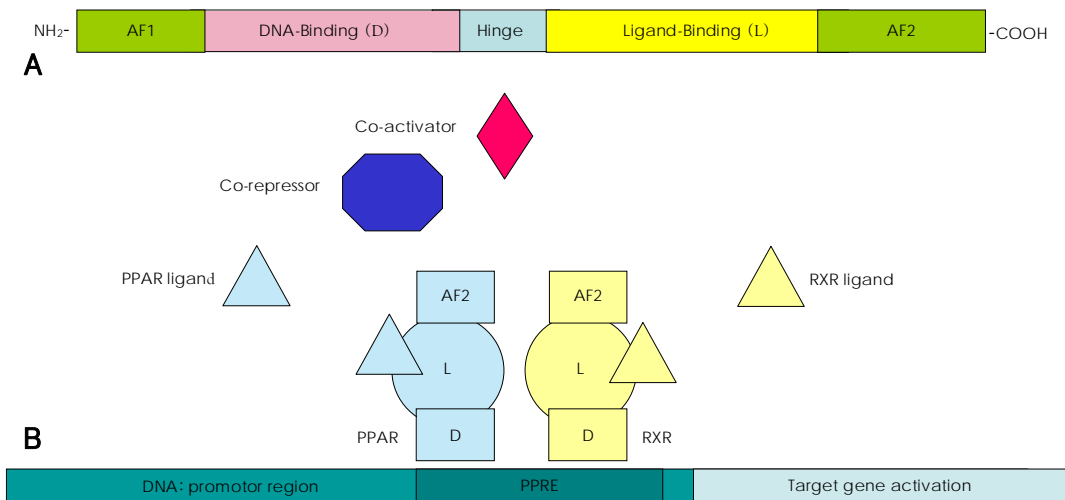 NH2- AF1 DNA-Binding (D) Hinge Ligand-Binding (L) AF2 -COOH
A
Co-activator
Co-repressor
PPAR ligand RXR ligand
AF2 AF2
L L
B PPAR D D RXR
DNA: promotor region PPRE Target gene activation